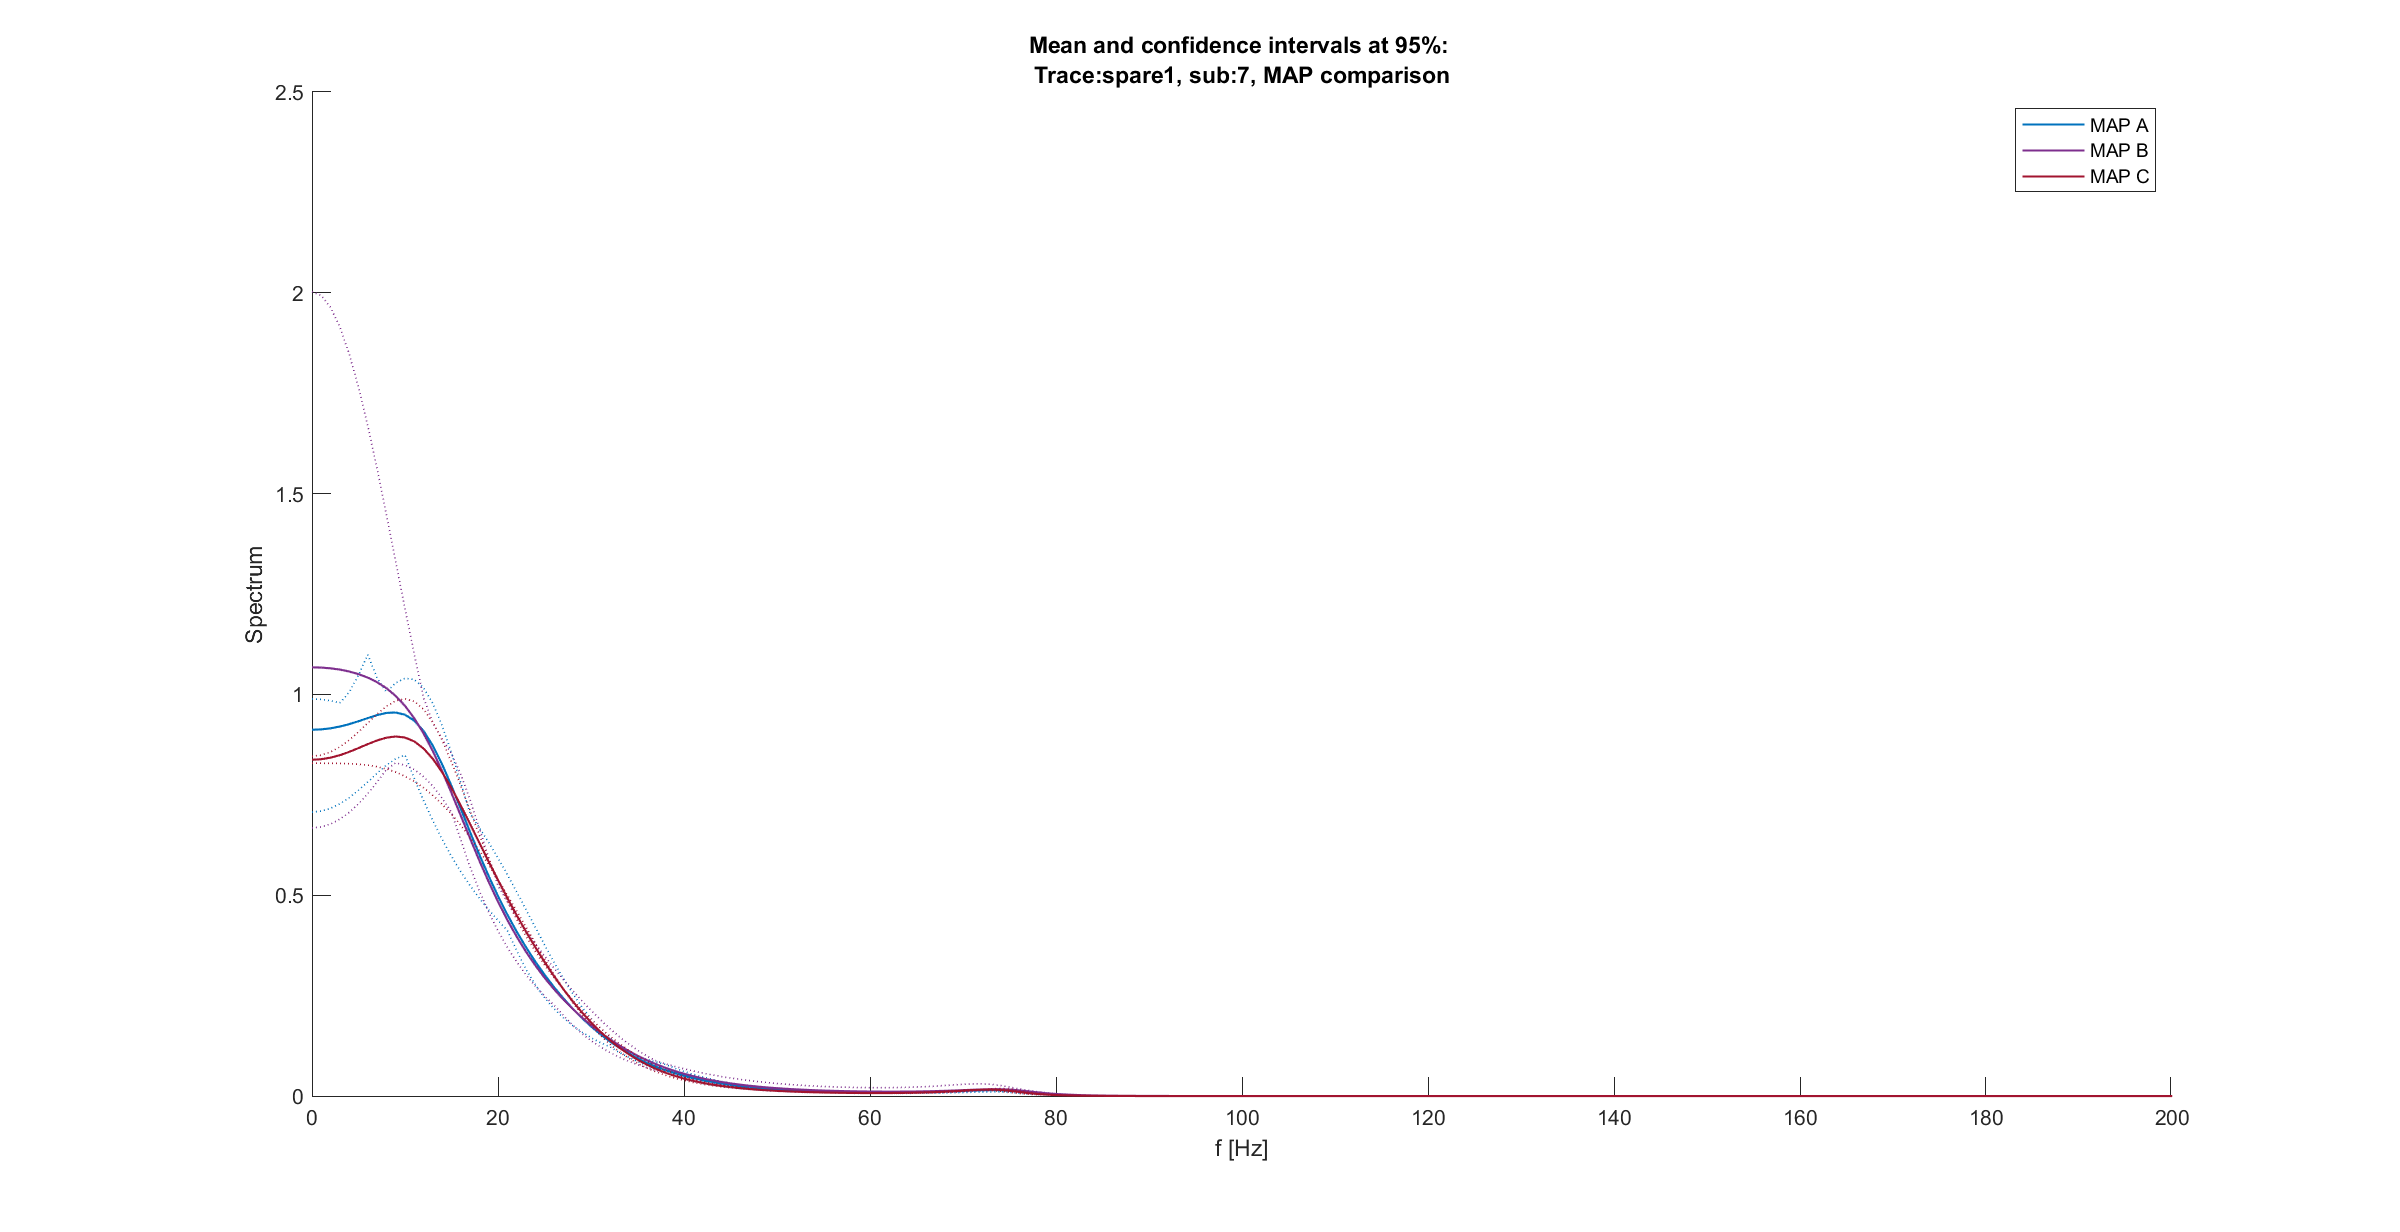 Mean and confidence intervals at 95%:
Trace:spare1, sub:7, MAP comparison
MAP A
MAP B
MAP C
Spectrum
2.5
2
1.5
1
0.5
0
0 20 40 60 80 100 120 140 160 180 200
f [Hz]